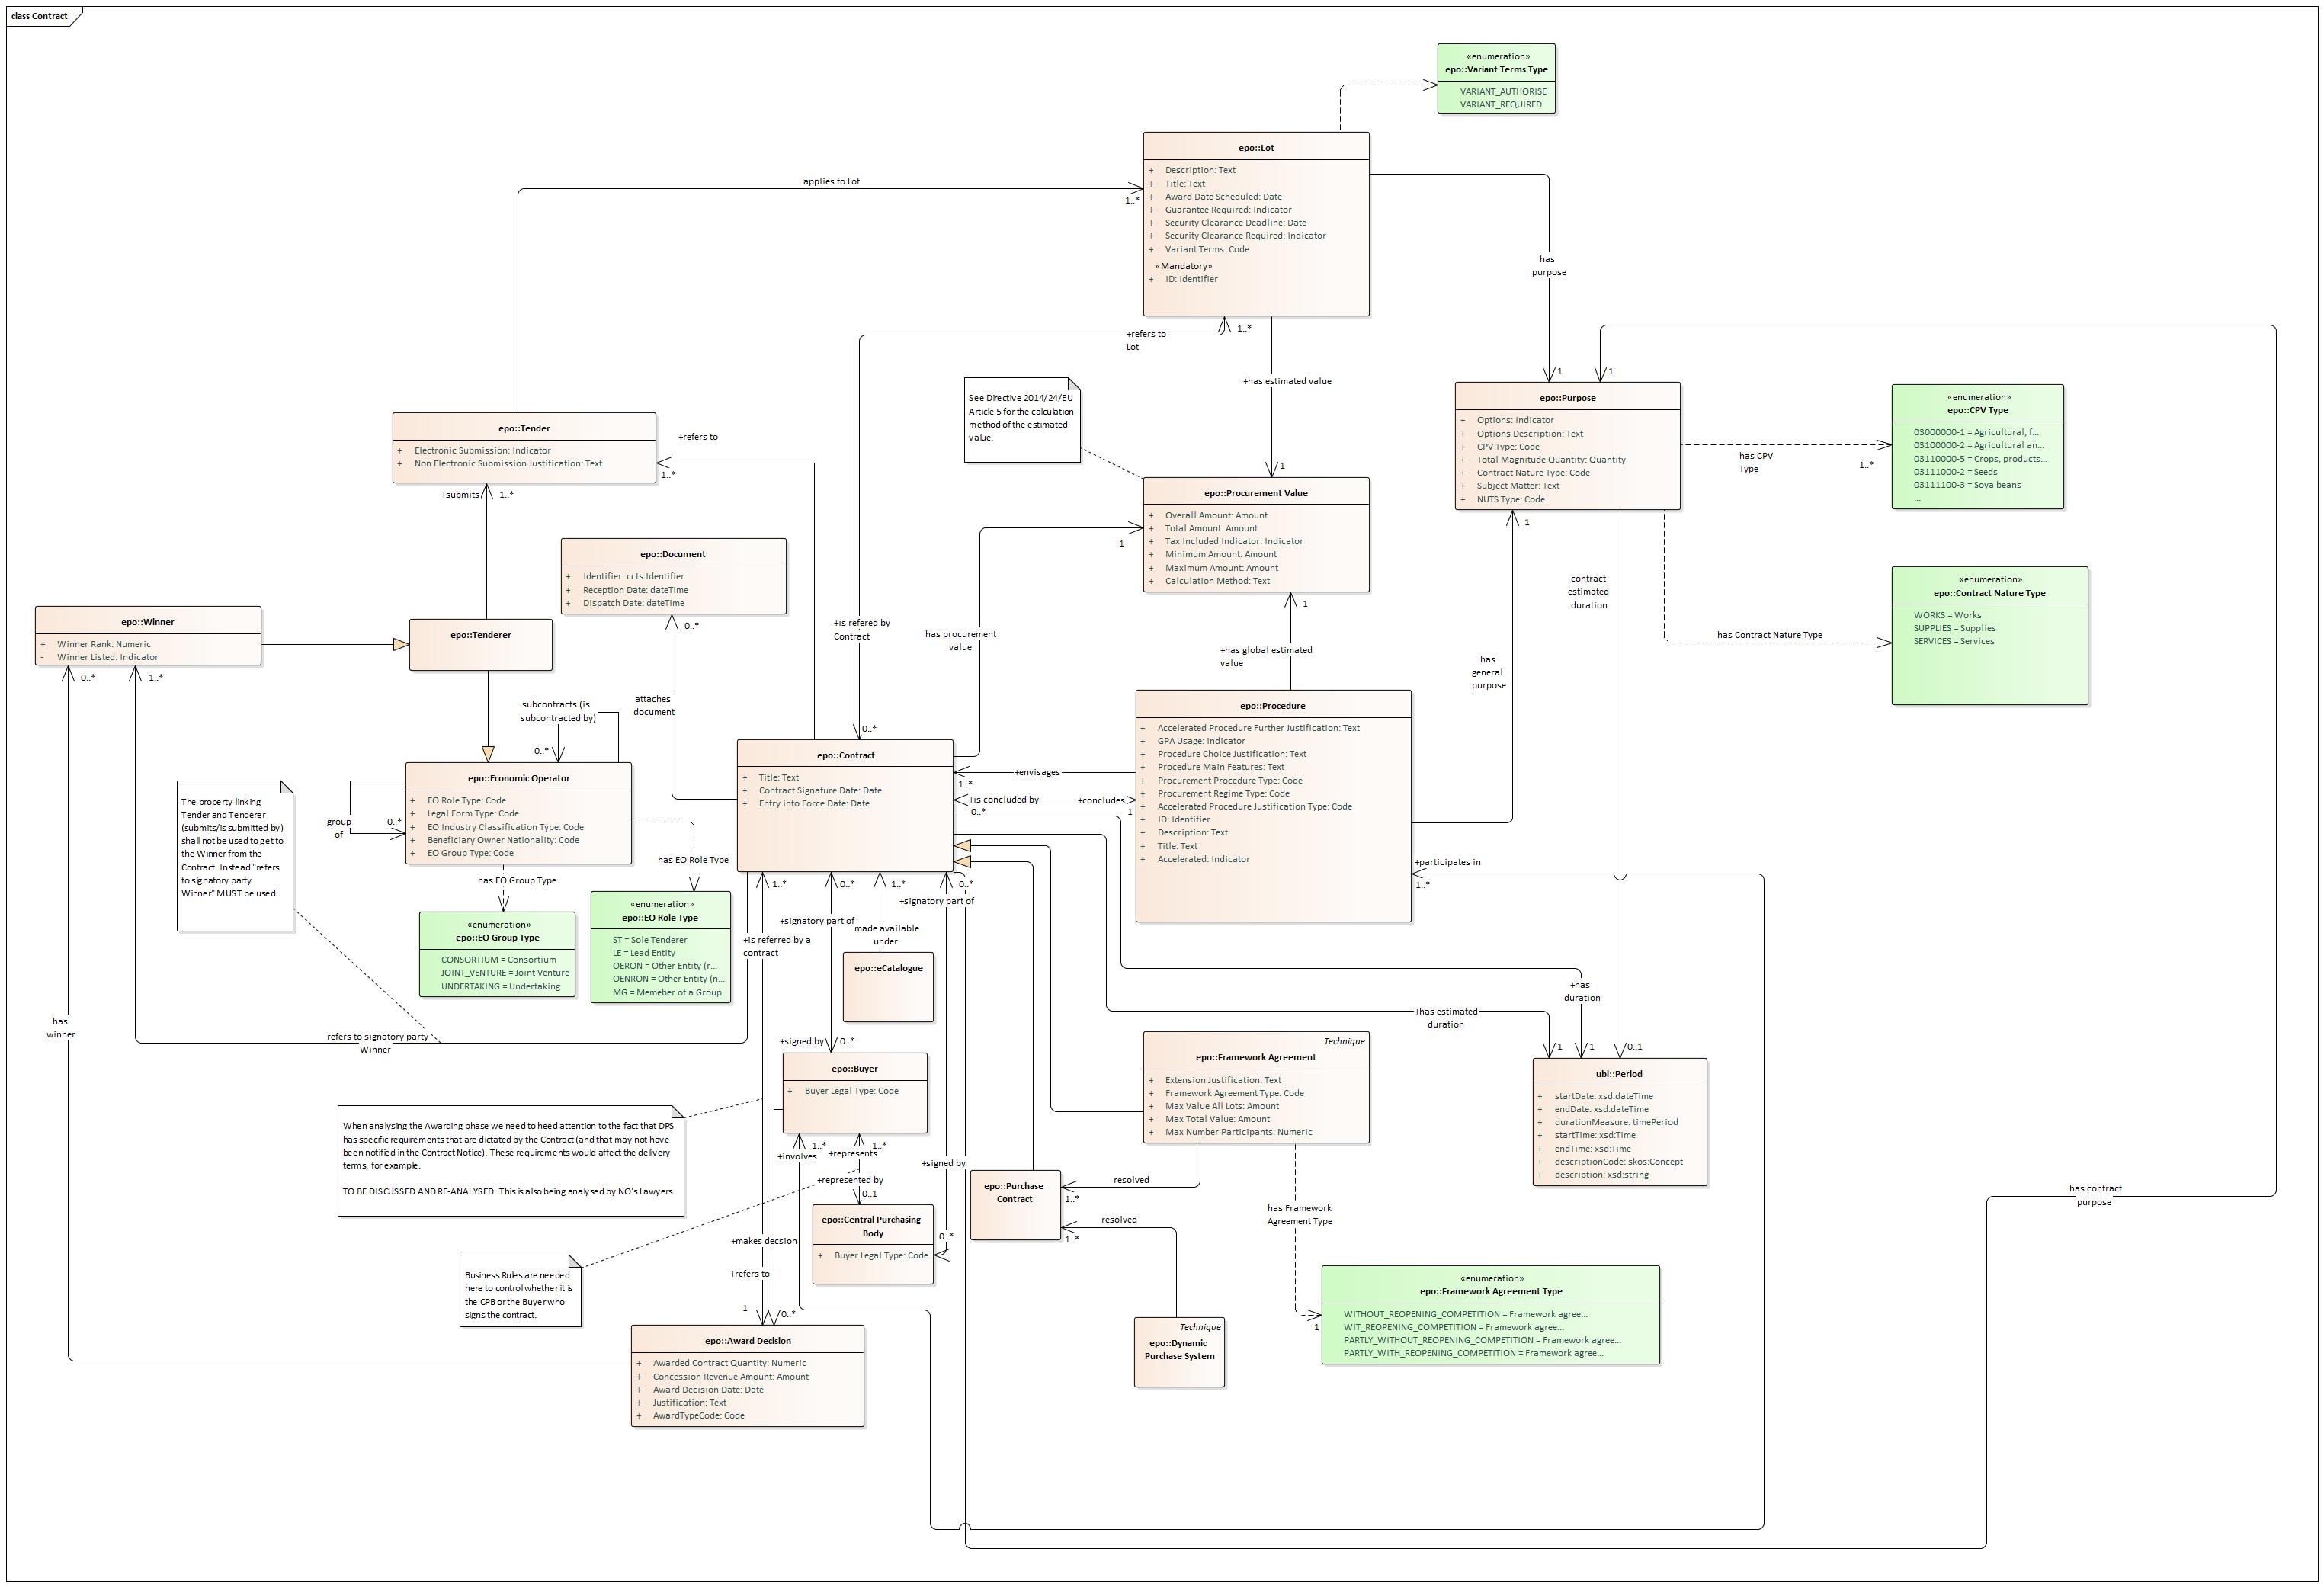 class Contract
«enumeration»
epo::Variant Terms Type
VARIANT_AUTHORISE
VARIANT_REQUIRED
epo::Lot
+ Description: Text
+ Title: Text
+ Award Date Scheduled: Date
+ Guarantee Required: Indicator
+ Security Clearance Deadline: Date
+ Security Clearance Required: Indicator
+ Variant Terms: Code
«Mandatory»
+ ID: Identifier
applies to Lot
1..*
has
purpose
1
1
+refers to
Lot
1..*
+has estimated value
1
See Directive 2014/24/EU
Article 5 for the calculation
method of the estimated
value.
epo::Purpose
+ Options: Indicator
+ Options Description: Text
+ CPV Type: Code
+ Total Magnitude Quantity: Quantity
+ Contract Nature Type: Code
+ Subject Matter: Text
+ NUTS Type: Code
1
has CPV
Type
1..*
«enumeration»
epo::CPV Type
03000000-1 = Agricultural, f...
03100000-2 = Agricultural an...
03110000-5 = Crops, products...
03111000-2 = Seeds
03111100-3 = Soya beans
...
epo::Tender
+ Electronic Submission: Indicator
+ Non Electronic Submission Justification: Text
+refers to
1..*
+submits
1..*
epo::Procurement Value
+ Overall Amount: Amount
+ Total Amount: Amount
+ Tax Included Indicator: Indicator
+ Minimum Amount: Amount
+ Maximum Amount: Amount
+ Calculation Method: Text
1
1
epo::Document
+ Identifier: ccts:Identifier
+ Reception Date: dateTime
+ Dispatch Date: dateTime
0..*
contract
estimated
duration
«enumeration»
epo::Contract Nature Type
WORKS = Works
SUPPLIES = Supplies
SERVICES = Services
has Contract Nature Type
epo::Winner
+ Winner Rank: Numeric
- Winner Listed: Indicator
0..*
1..*
epo::Tenderer
+is refered by
Contract
has procurement
value
+has global estimated
value
has
general
purpose
attaches
document
subcontracts (is
subcontracted by)
0..*
0..*
epo::Economic Operator
+ EO Role Type: Code
+ Legal Form Type: Code
+ EO Industry Classification Type: Code
+ Beneficiary Owner Nationality: Code
+ EO Group Type: Code
group
of
0..*
has EO Group Type
has EO Role Type
The property linking
Tender and Tenderer
(submits/is submitted by)
shall not be used to get to
the Winner from the
Contract. Instead "refers
to signatory party
Winner" MUST be used.
epo::Contract
+ Title: Text
+ Contract Signature Date: Date
+ Entry into Force Date: Date
+envisages
1..*
+is concluded by
+concludes
0..*
1
epo::Procedure
+ Accelerated Procedure Further Justification: Text
+ GPA Usage: Indicator
+ Procedure Choice Justification: Text
+ Procedure Main Features: Text
+ Procurement Procedure Type: Code
+ Procurement Regime Type: Code
+ Accelerated Procedure Justification Type: Code
+ ID: Identifier
+ Description: Text
+ Title: Text
+ Accelerated: Indicator
+participates in
1..*
«enumeration»
epo::EO Group Type
CONSORTIUM = Consortium
JOINT_VENTURE = Joint Venture
UNDERTAKING = Undertaking
«enumeration»
epo::EO Role Type
ST = Sole Tenderer
LE = Lead Entity
OERON = Other Entity (r...
OENRON = Other Entity (n...
MG = Memeber of a Group
1..*
0..*
1..*
0..*
+signatory part of
+signatory part of
+is referred by a
contract
made available
under
epo::eCatalogue
has
winner
refers to signatory party
Winner
+signed by
0..*
+has
duration
+has estimated
duration
1
1
0..1
epo::Buyer
+ Buyer Legal Type: Code
Technique
epo::Framework Agreement
+ Extension Justification: Text
+ Framework Agreement Type: Code
+ Max Value All Lots: Amount
+ Max Total Value: Amount
+ Max Number Participants: Numeric
ubl::Period
+ startDate: xsd:dateTime
+ endDate: xsd:dateTime
+ durationMeasure: timePeriod
+ startTime: xsd:Time
+ endTime: xsd:Time
+ descriptionCode: skos:Concept
+ description: xsd:string
When analysing the Awarding phase we need to heed attention to the fact that DPS
has specific requirements that are dictated by the Contract (and that may not have
been notified in the Contract Notice). These requirements would affect the delivery
terms, for example.
TO BE DISCUSSED AND RE-ANALYSED. This is also being analysed by NO's Lawyers.
1..*
1..*
+involves
+represents
+signed by
+represented by
0..1
epo::Purchase
Contract
resolved
1..*
resolved
1..*
has contract
purpose
has Framework
Agreement Type
epo::Central Purchasing
Body
+ Buyer Legal Type: Code
0..*
+makes decsion
+refers to
1
0..*
Business Rules are needed
here to control whether it is
the CPB or the Buyer who
signs the contract.
«enumeration»
epo::Framework Agreement Type
WITHOUT_REOPENING_COMPETITION = Framework agree...
WIT_REOPENING_COMPETITION = Framework agree...
PARTLY_WITHOUT_REOPENING_COMPETITION = Framework agree...
PARTLY_WITH_REOPENING_COMPETITION = Framework agree...
1
Technique
epo::Dynamic
Purchase System
epo::Award Decision
+ Awarded Contract Quantity: Numeric
+ Concession Revenue Amount: Amount
+ Award Decision Date: Date
+ Justification: Text
+ AwardTypeCode: Code